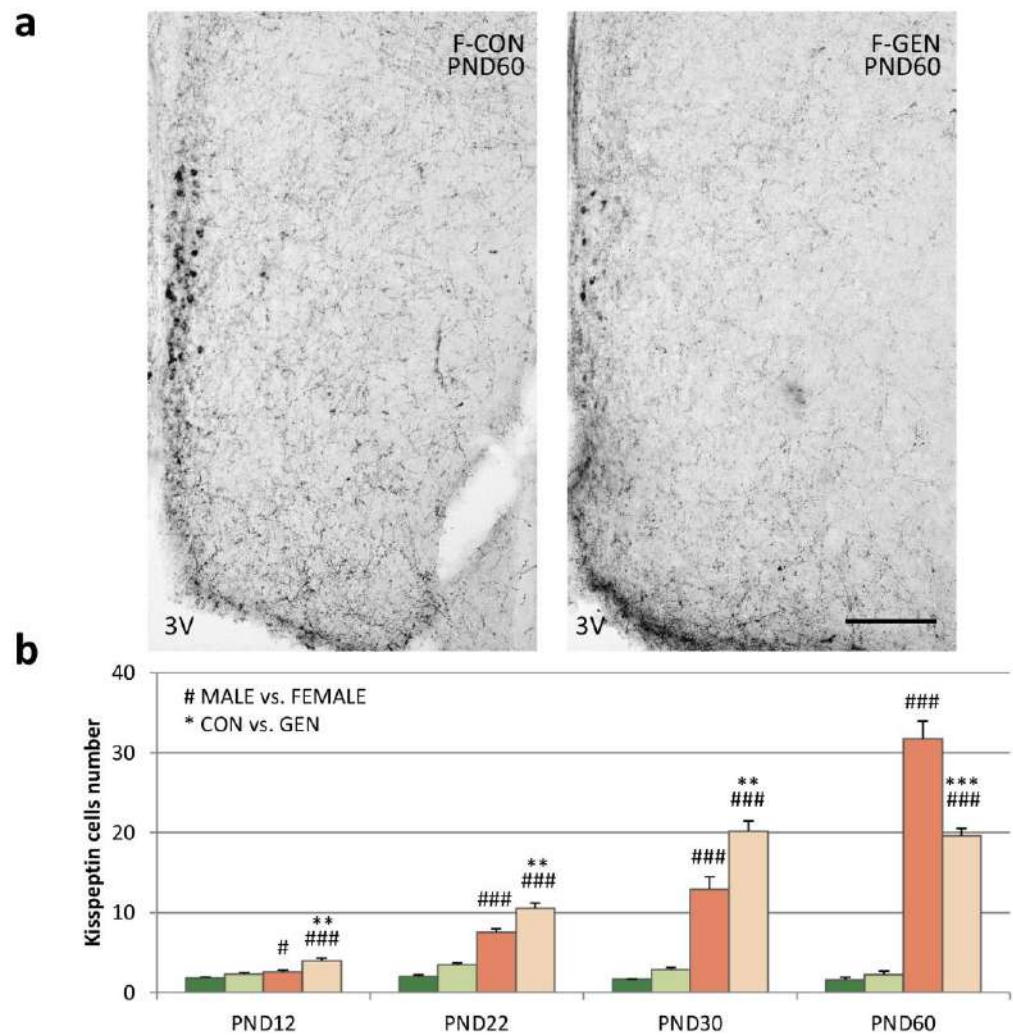 a
F-CON
PND60
F-GEN
PND60
3V
3V
b
40
30
20
10
0
Kisspeptin cells number
# MALE vs. FEMALE
* CON vs. GEN
#
**
###
###
**
###
###
**
###
###
***
###
PND12
PND22
PND30
PND60